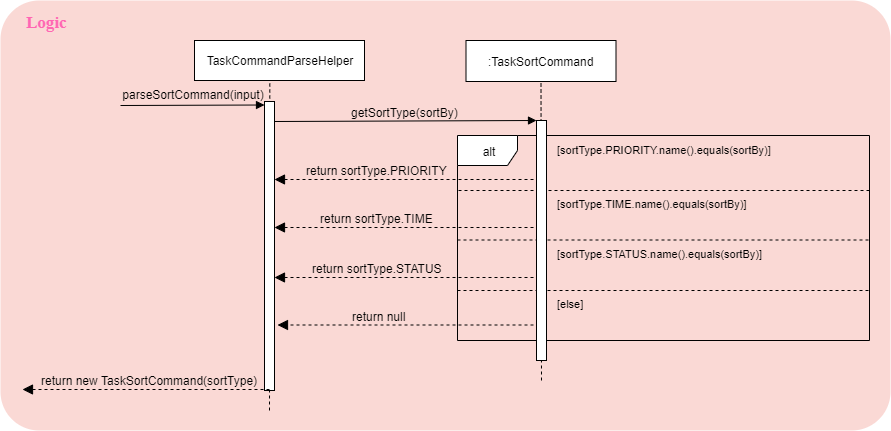 Logic
TaskCommandParseHelper
:TaskSortCommand
parseSortCommand(input)
getSortType(sortBy)
alt
[sortType.PRIORITY.name().equals(sortBy)]
return sortType.PRIORITY
[sortType.TIME.name().equals(sortBy)]
return sortType.TIME
[sortType.STATUS.name().equals(sortBy)]
return sortType.STATUS
[else]
return null
return new TaskSortCommand(sortType)